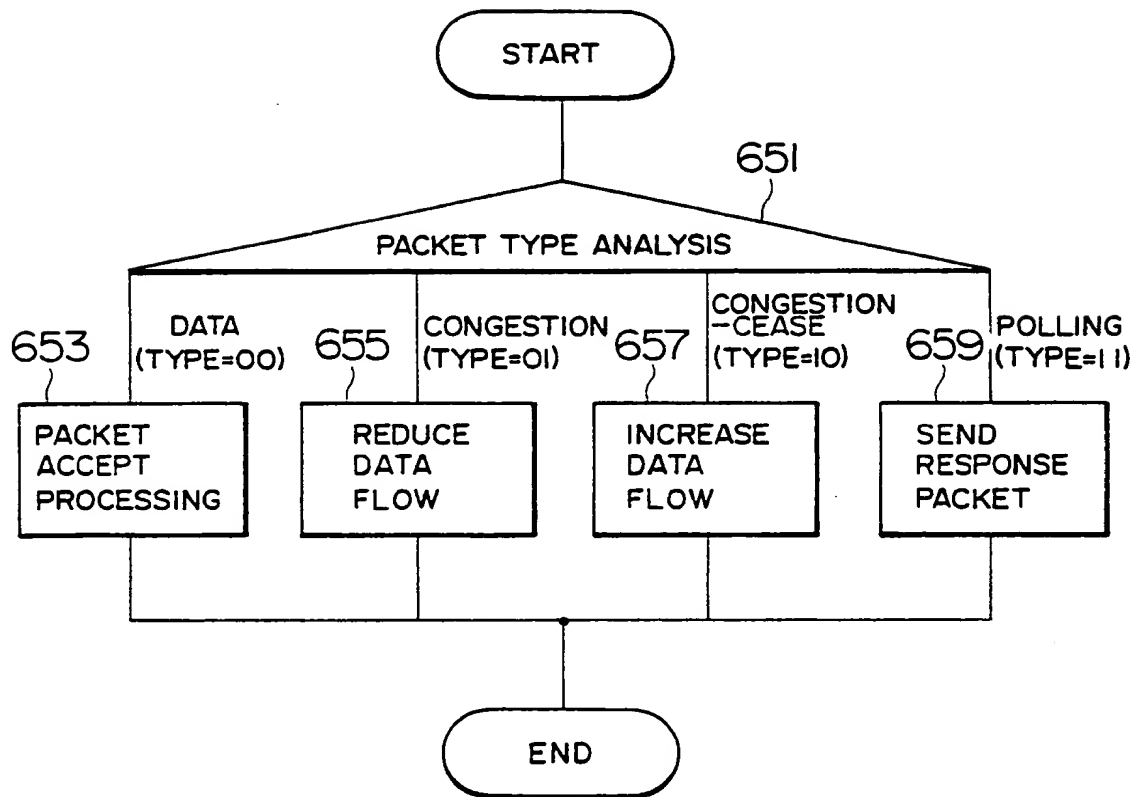 START
651
PACKET TYPE ANALYSIS
653
DATA
(TYPE=00)
655
CONGESTION
(TYPE=01)
657
CONGESTION
-CEASE
(TYPE=10)
659
POLLING
(TYPE=11)
PACKET
ACCEPT
PROCESSING
REDUCE
DATA
FLOW
INCREASE
DATA
FLOW
SEND
RESPONSE
PACKET
END